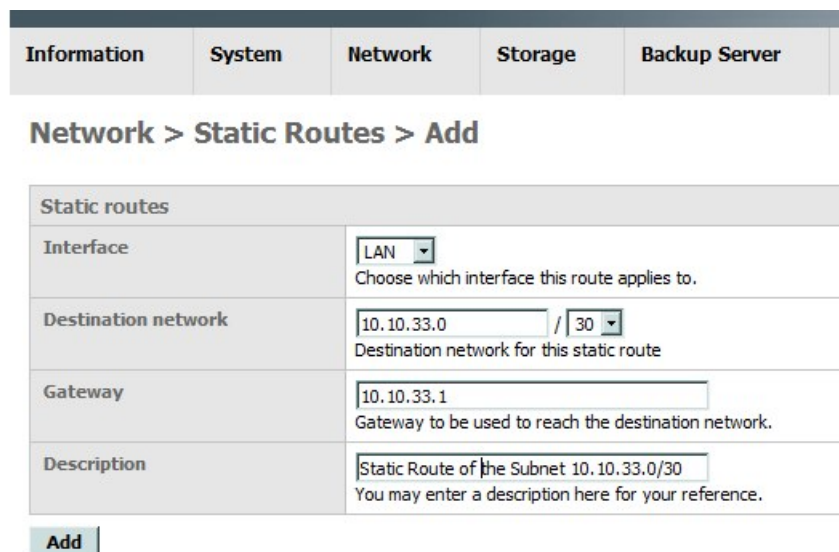 Information System Network Storage Backup Server
Network > Static Routes > Add
Static routes
Interface
LAN
Choose which interface this route applies to.
Destination network
10.10.33.0 / 30
Destination network for this static route
Gateway
10.10.33.1
Gateway to be used to reach the destination network.
Description
Static Route of the Subnet 10.10.33.0/30
You may enter a description here for your reference.
Add